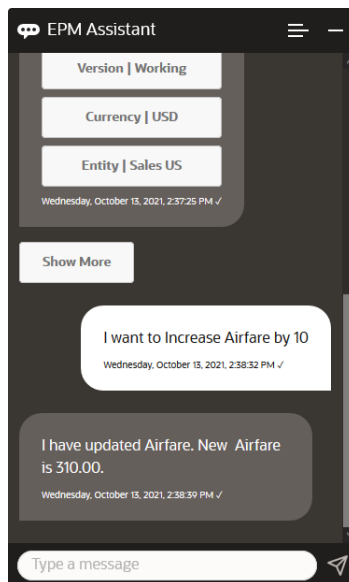 EPM Assistant
Version | Working
Currency | USD
Entity | Sales US
Wednesday, October 13, 2021, 2:37:25 PM ✓
Show More
I want to Increase Airfare by 10
Wednesday, October 13, 2021, 2:38:32 PM ✓
I have updated Airfare. New  Airfare
is 310.00.
Wednesday, October 13, 2021, 2:38:39 PM ✓
Type a message